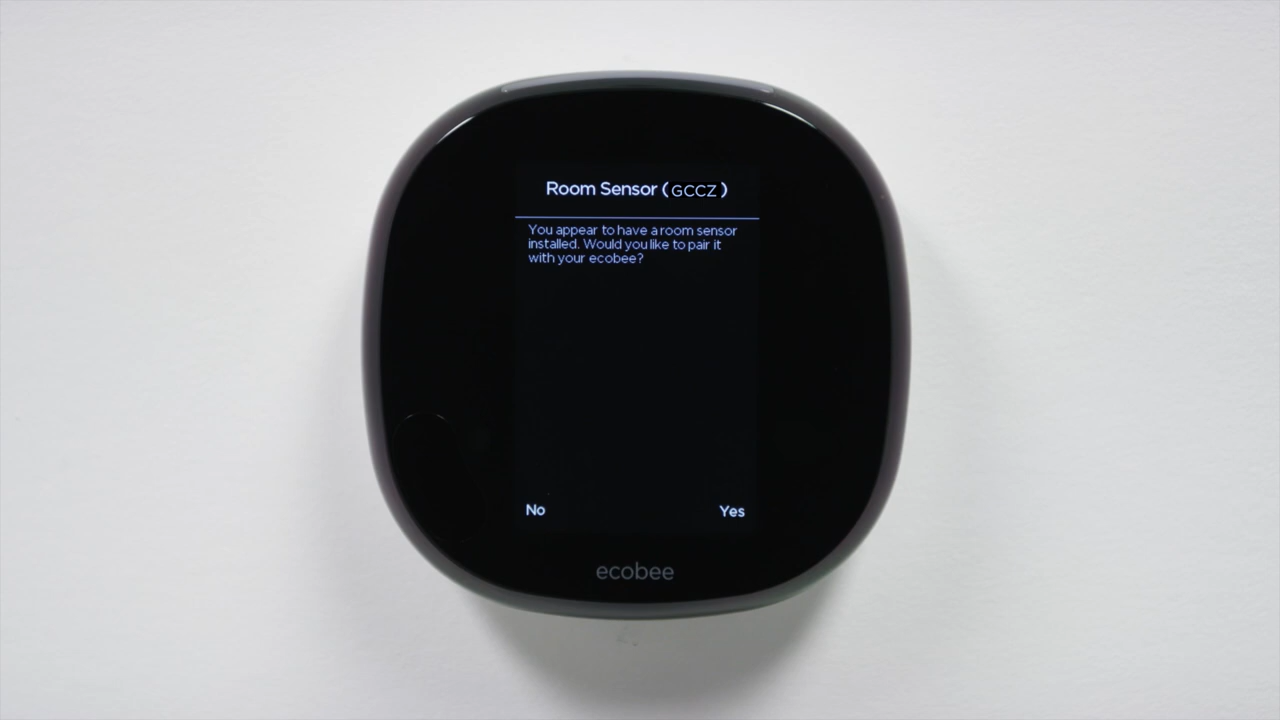 Room Sensor (GCCZ)
You appear to have a room sensor
installed. Would you like to pair it
with your ecobee?
No Yes
ecobee